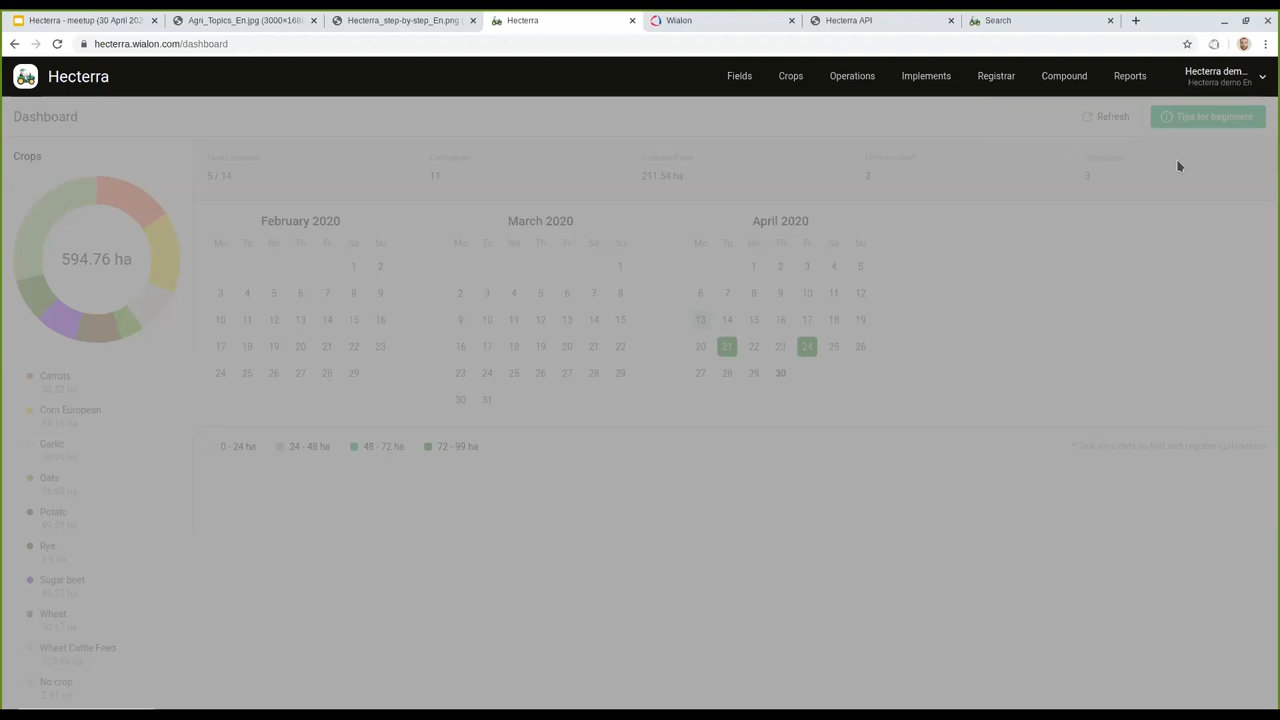 Hecterra - meetup (30 April 202
Agri_Topics_En.jpg (3000×168
Hecterra_step-by-step_En.png (
Hecterra
Wialon
Hecterra API
Search
hecterra.wialon.com/dashboard
Hecterra
Fields
Crops
Operations
Implements
Registrar
Compound
Reports
Hecterra dem...
Hecterra demo En
Dashboard
Refresh
Tips for beginners
Crops
5 / 14
11
211.54 ha
3
3
594.76 ha
February 2020
Mo Tu We Th Fr Sa Su
1 2
3 4 5 6 7 8 9
10 11 12 13 14 15 16
17 18 19 20 21 22 23
24 25 26 27 28 29
March 2020
Mo Tu We Th Fr Sa Su
1
2 3 4 5 6 7 8
9 10 11 12 13 14 15
16 17 18 19 20 21 22
23 24 25 26 27 28 29
30 31
April 2020
Mo Tu We Th Fr Sa Su
1 2 3 4 5
6 7 8 9 10 11 12
13 14 15 16 17 18 19
20 21 22 23 24 25 26
27 28 29 30
0 - 24 ha
24 - 48 ha
48 - 72 ha
72 - 99 ha
*Click on a date to find and register cultivations
Carrots
Corn European
Garlic
Oats
Potato
Rye
Sugar beet
Wheat
Wheat Cattle Feed
No crop